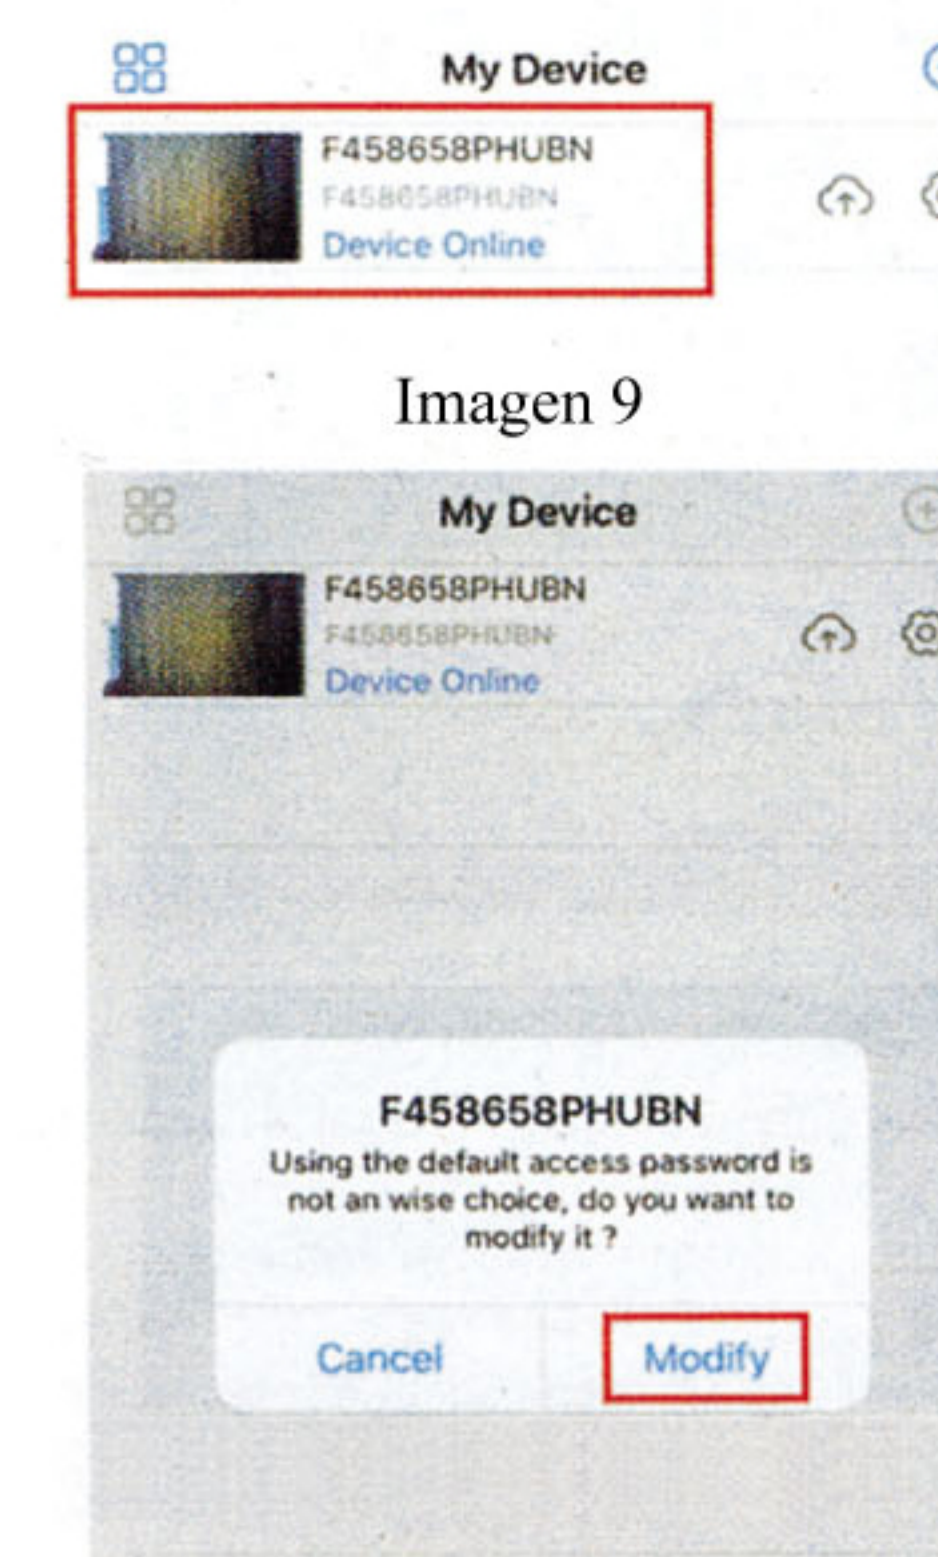 My Device
F458658PHUBN
F458658PHUBN
Device Online
Imagen 9
My Device
F458658PHUBN
F458658PHUBN
Device Online
F458658PHUBN
Using the default access password is
not an wise choice, do you want to
modify it ?
Cancel
Modify